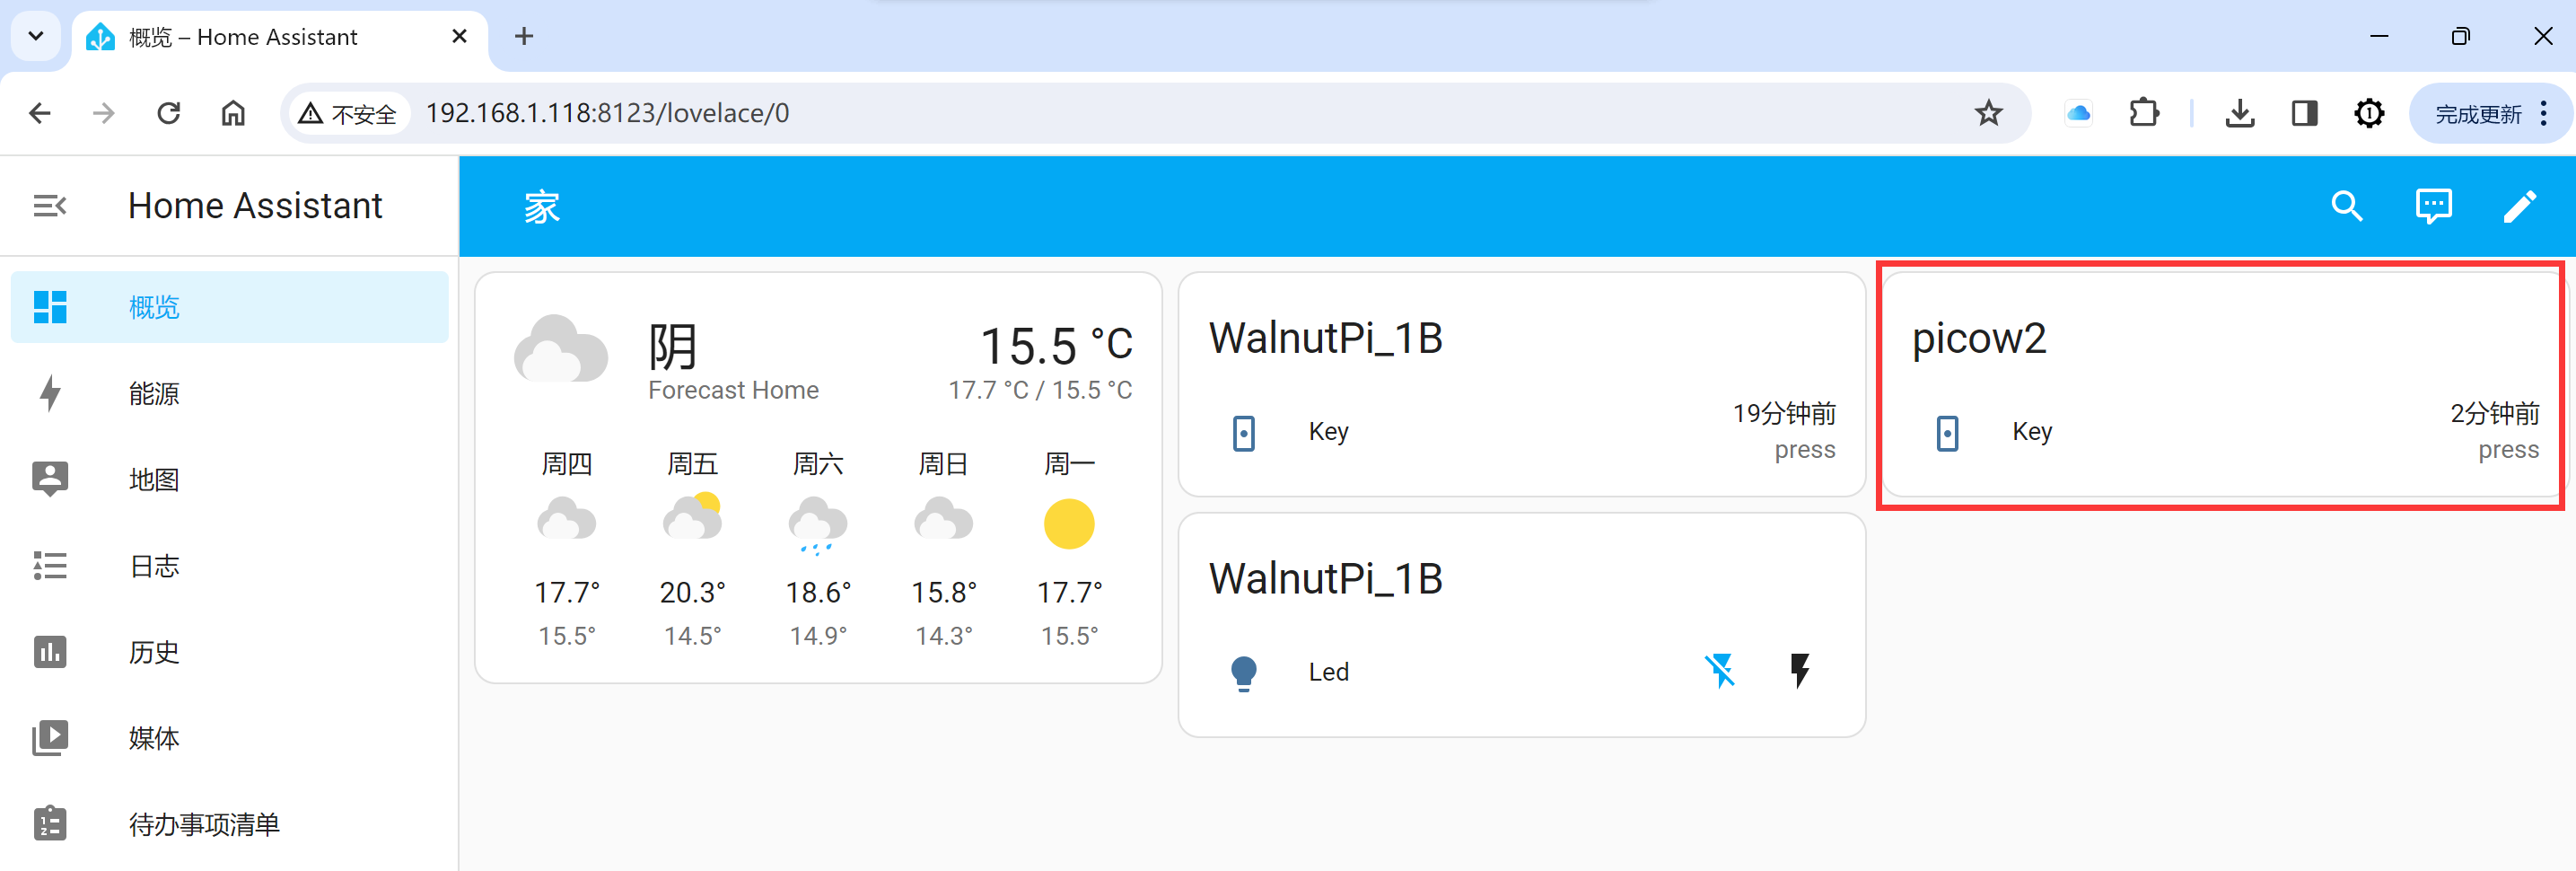 概览 – Home Assistant
不安全
192.168.1.118:8123/lovelace/0
完成更新
Home Assistant
概览
能源
地图
日志
历史
媒体
待办事项清单
家
阴
Forecast Home
15.5 °C
17.7 °C / 15.5 °C
周四 周五 周六 周日 周一
17.7° 20.3° 18.6° 15.8° 17.7°
15.5° 14.5° 14.9° 14.3° 15.5°
WalnutPi_1B
Key
19分钟前
press
WalnutPi_1B
Led
picow2
Key
2分钟前
press